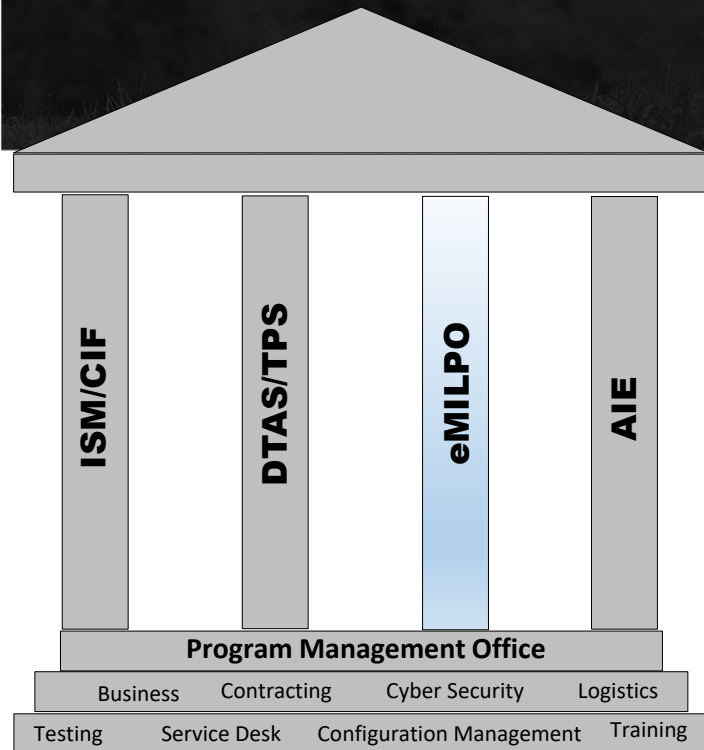 ISM/CIF
DTAS/TPS
eMILPO
AIE
Program Management Office
Business Contracting Cyber Security Logistics
Testing Service Desk Configuration Management Training